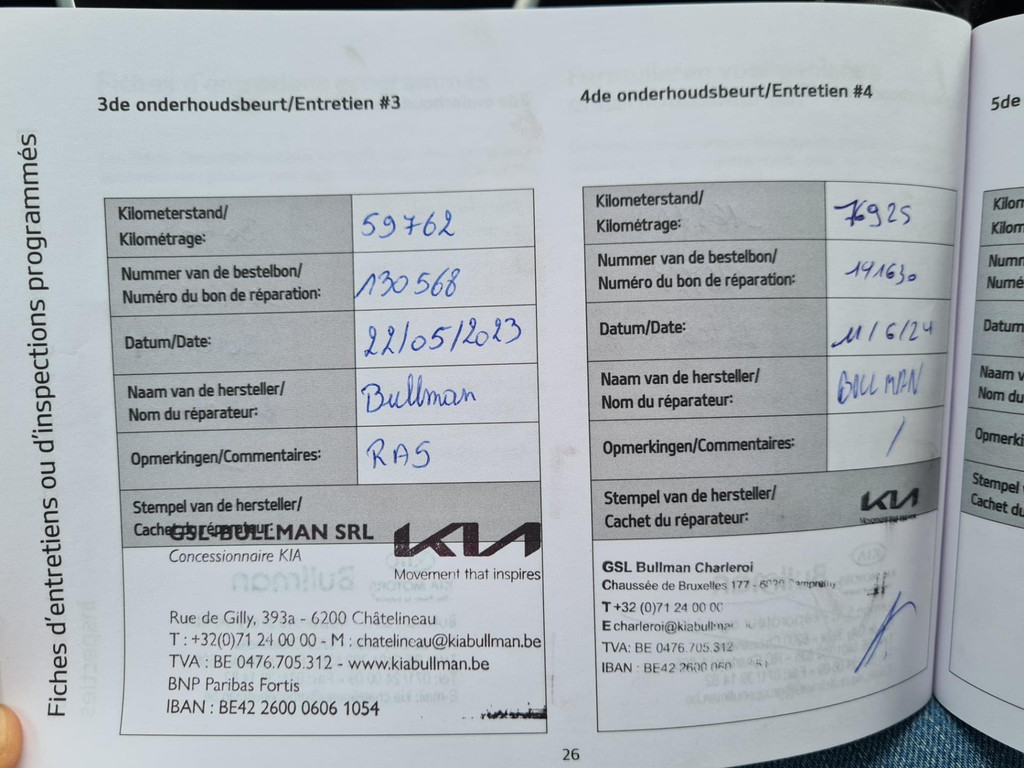 Fiches d'entretiens ou d'inspections programmés
3de onderhoudsbeurt/Entretien #3
Kilometerstand/
Kilométrage:
59762
Nummer van de bestelbon/
Numéro du bon de réparation:
130568
Datum/Date:
22/05/2023
Naam van de hersteller/
Nom du réparateur:
Bullman
Opmerkingen/Commentaires:
RAS
Stempel van de hersteller/
Cachet du réparateur:
GSL BULLMAN SRL
Concessionnaire KIA
KIA
Movement that inspires
Rue de Gilly, 393a - 6200 Châtelineau
T : +32(0)71 24 00 00 - M : chatelineau@kiabullman.be
TVA : BE 0476.705.312 - www.kiabullman.be
BNP Paribas Fortis
IBAN : BE42 2600 0606 1054
4de onderhoudsbeurt/Entretien #4
Kilometerstand/
Kilométrage:
76925
Nummer van de bestelbon/
Numéro du bon de réparation:
191630
Datum/Date:
11/6/24
Naam van de hersteller/
Nom du réparateur:
BULLMAN
Opmerkingen/Commentaires:
/
Stempel van de hersteller/
Cachet du réparateur:
KIA
GSL Bullman Charleroi
Chaussée de Bruxelles 177 -
T +32 (0)71 24 00 00
E charleroi@kiabullman
TVA: BE 0476.705.312
IBAN : BE42 2600
26
5de
Kilom
Kilom
Numm
Numé
Datum
Naam v
Nom du
Opmerki
Stempel
Cachet du